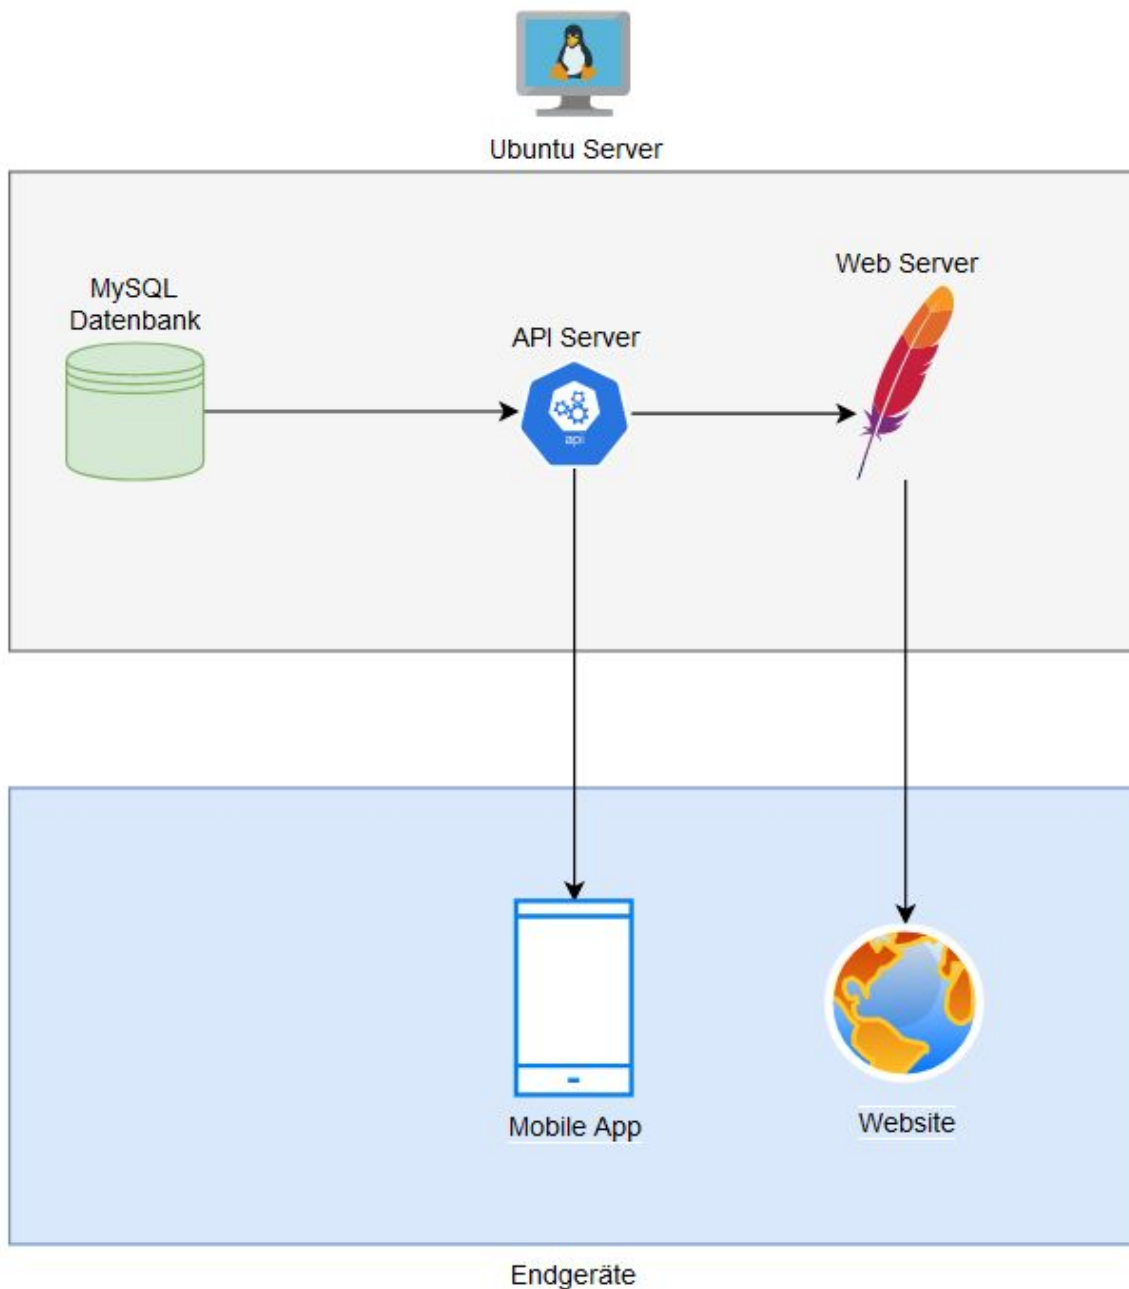 Ubuntu Server
MySQL
Datenbank
API Server
Web Server
api
Mobile App
Website
Endgeräte